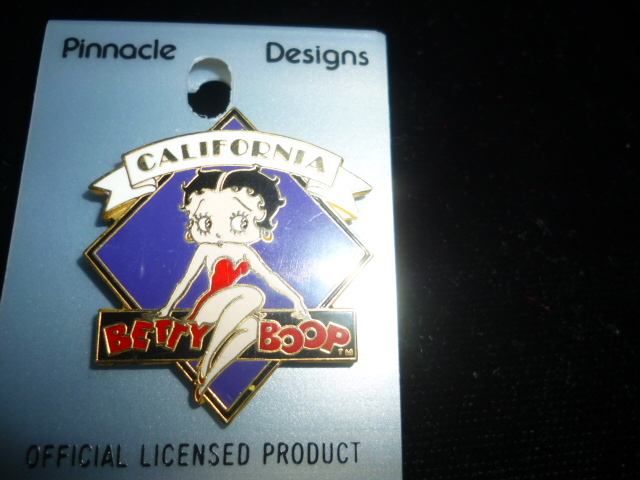 Pinnacle Designs
CALIFORNIA
BETTY BOOP TM
OFFICIAL LICENSED PRODUCT